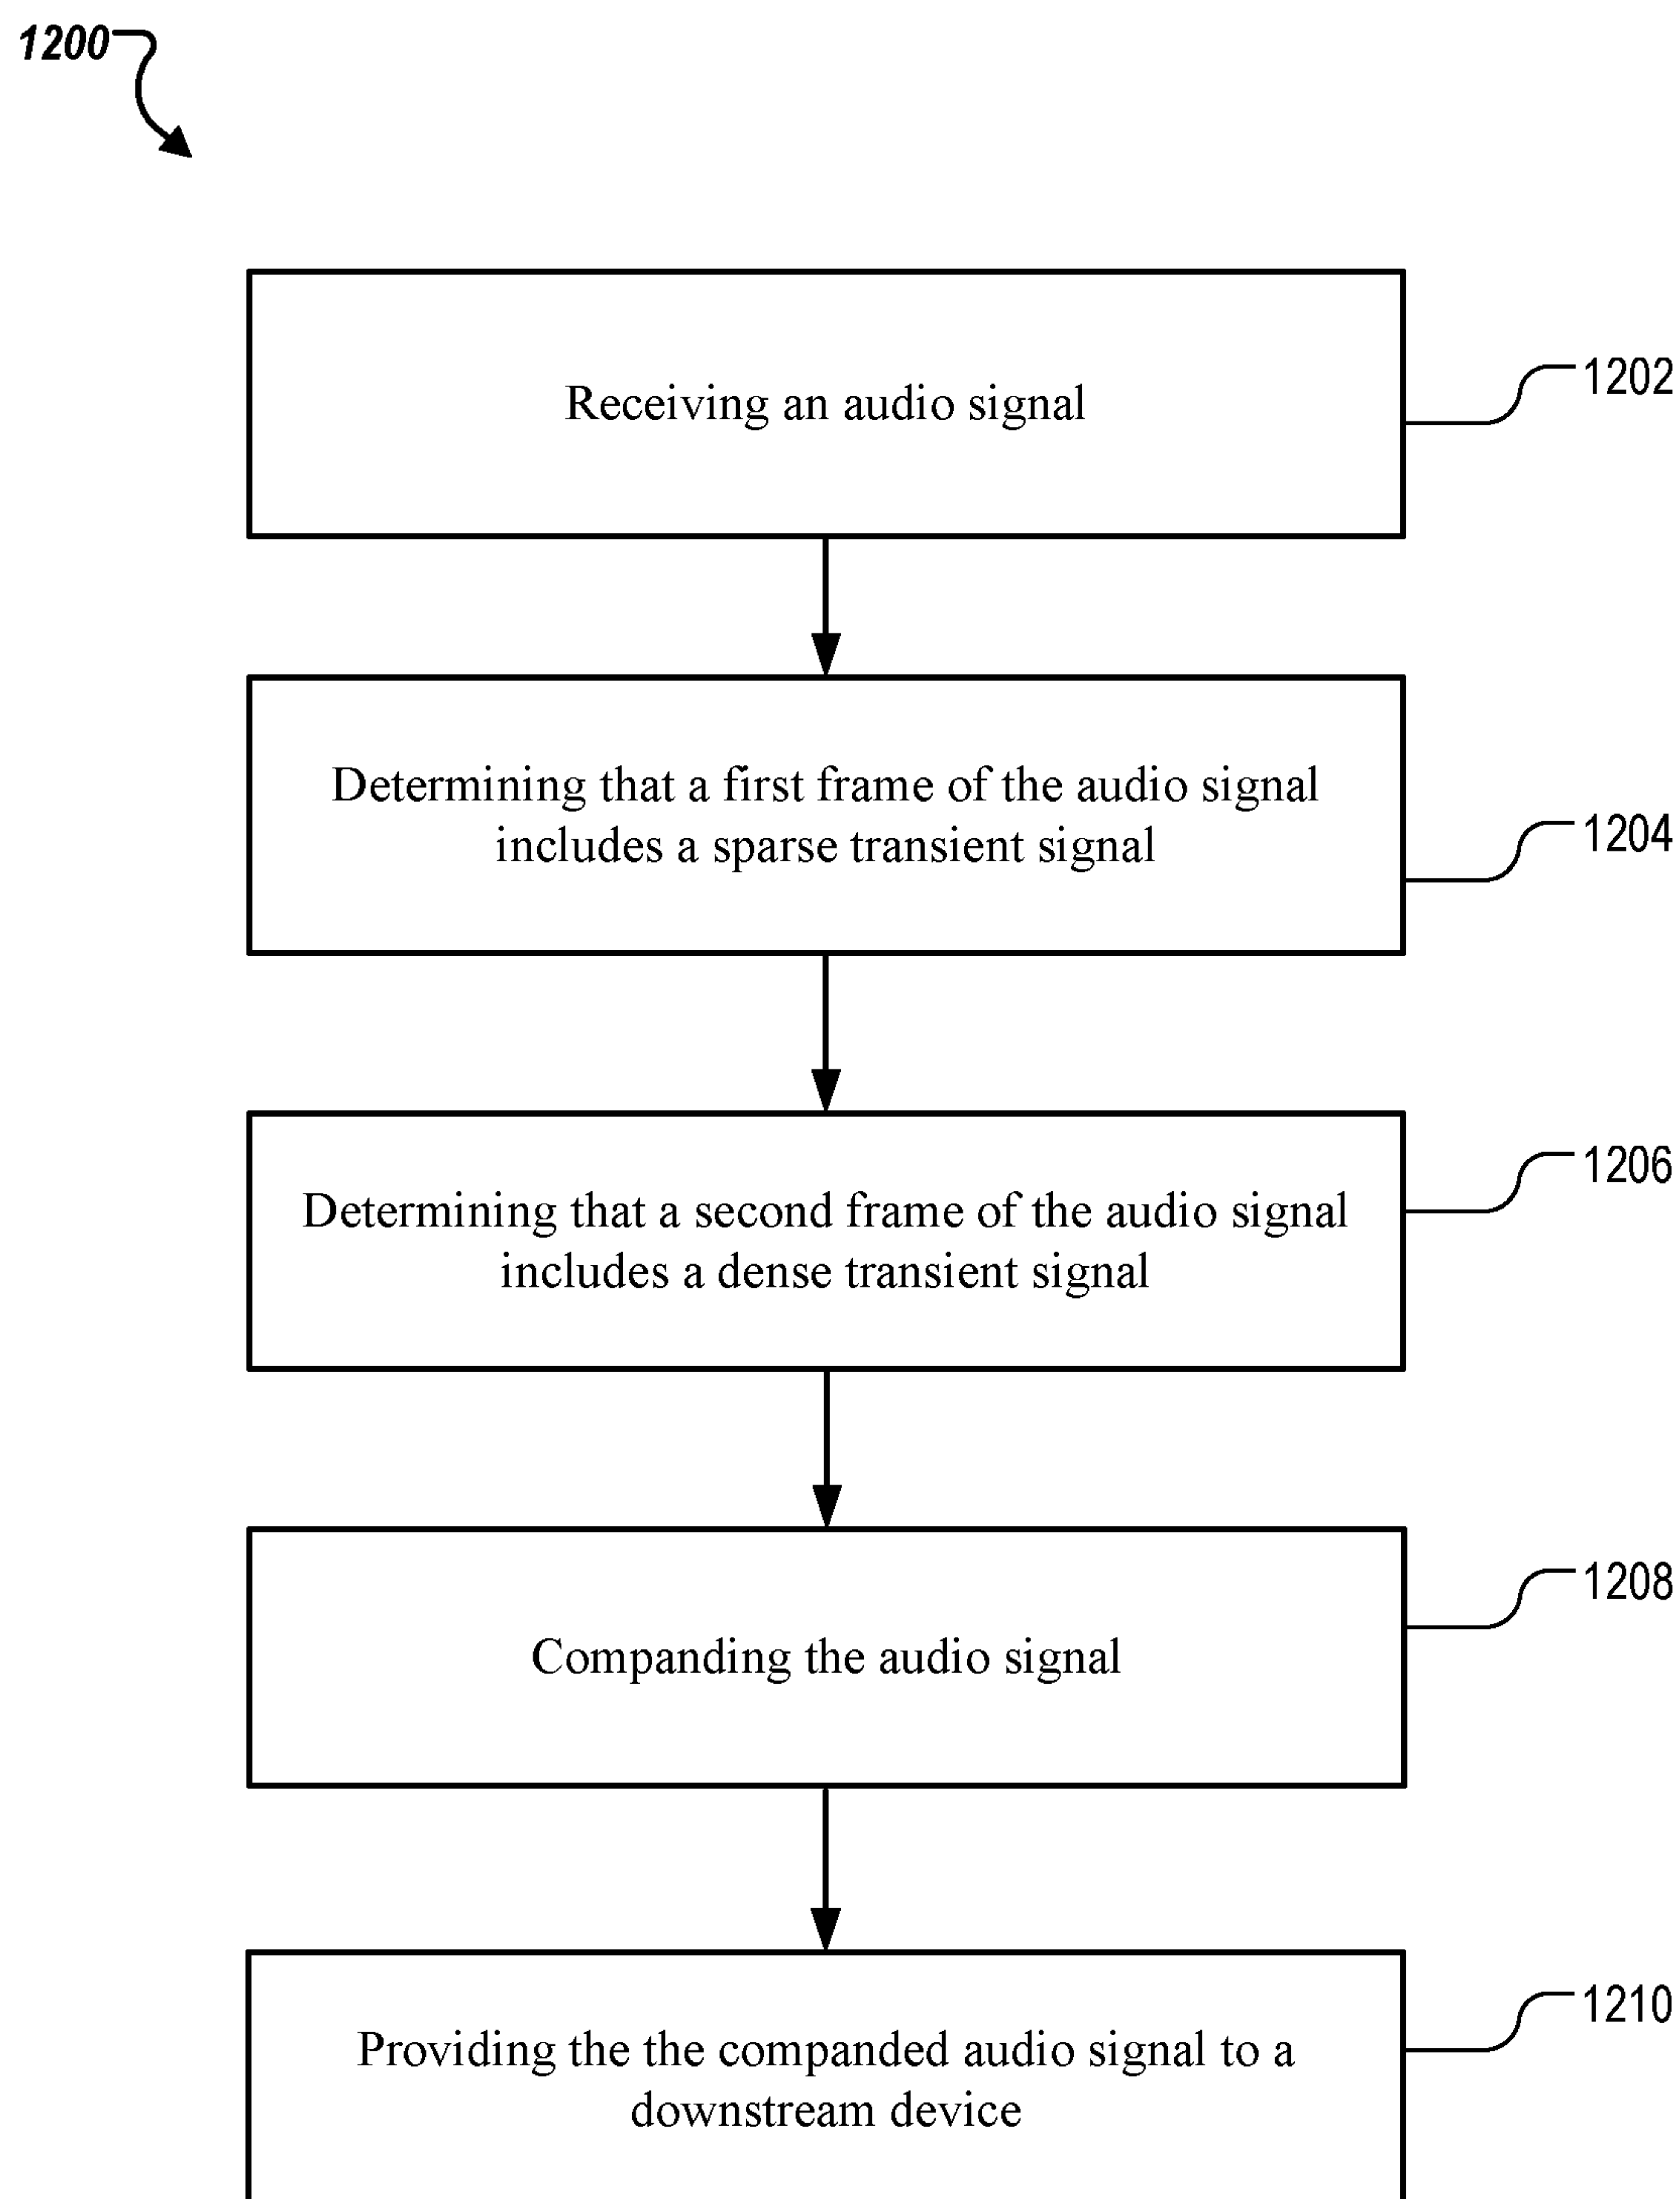 1200
Receiving an audio signal
1202
Determining that a first frame of the audio signal
includes a sparse transient signal
1204
Determining that a second frame of the audio signal
includes a dense transient signal
1206
Companding the audio signal
1208
Providing the the companded audio signal to a
downstream device
1210